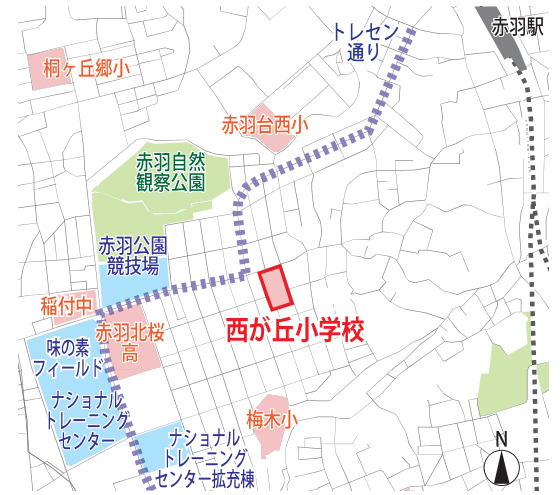 トレセン
通り
赤羽駅
桐ヶ丘郷小
赤羽台西小
赤羽自然
観察公園
赤羽公園
競技場
稲付中
赤羽北桜
高
西が丘小学校
味の素
フィールド
ナショナル
トレーニング
センター
梅木小
ナショナル
トレーニング
センター拡充棟
N